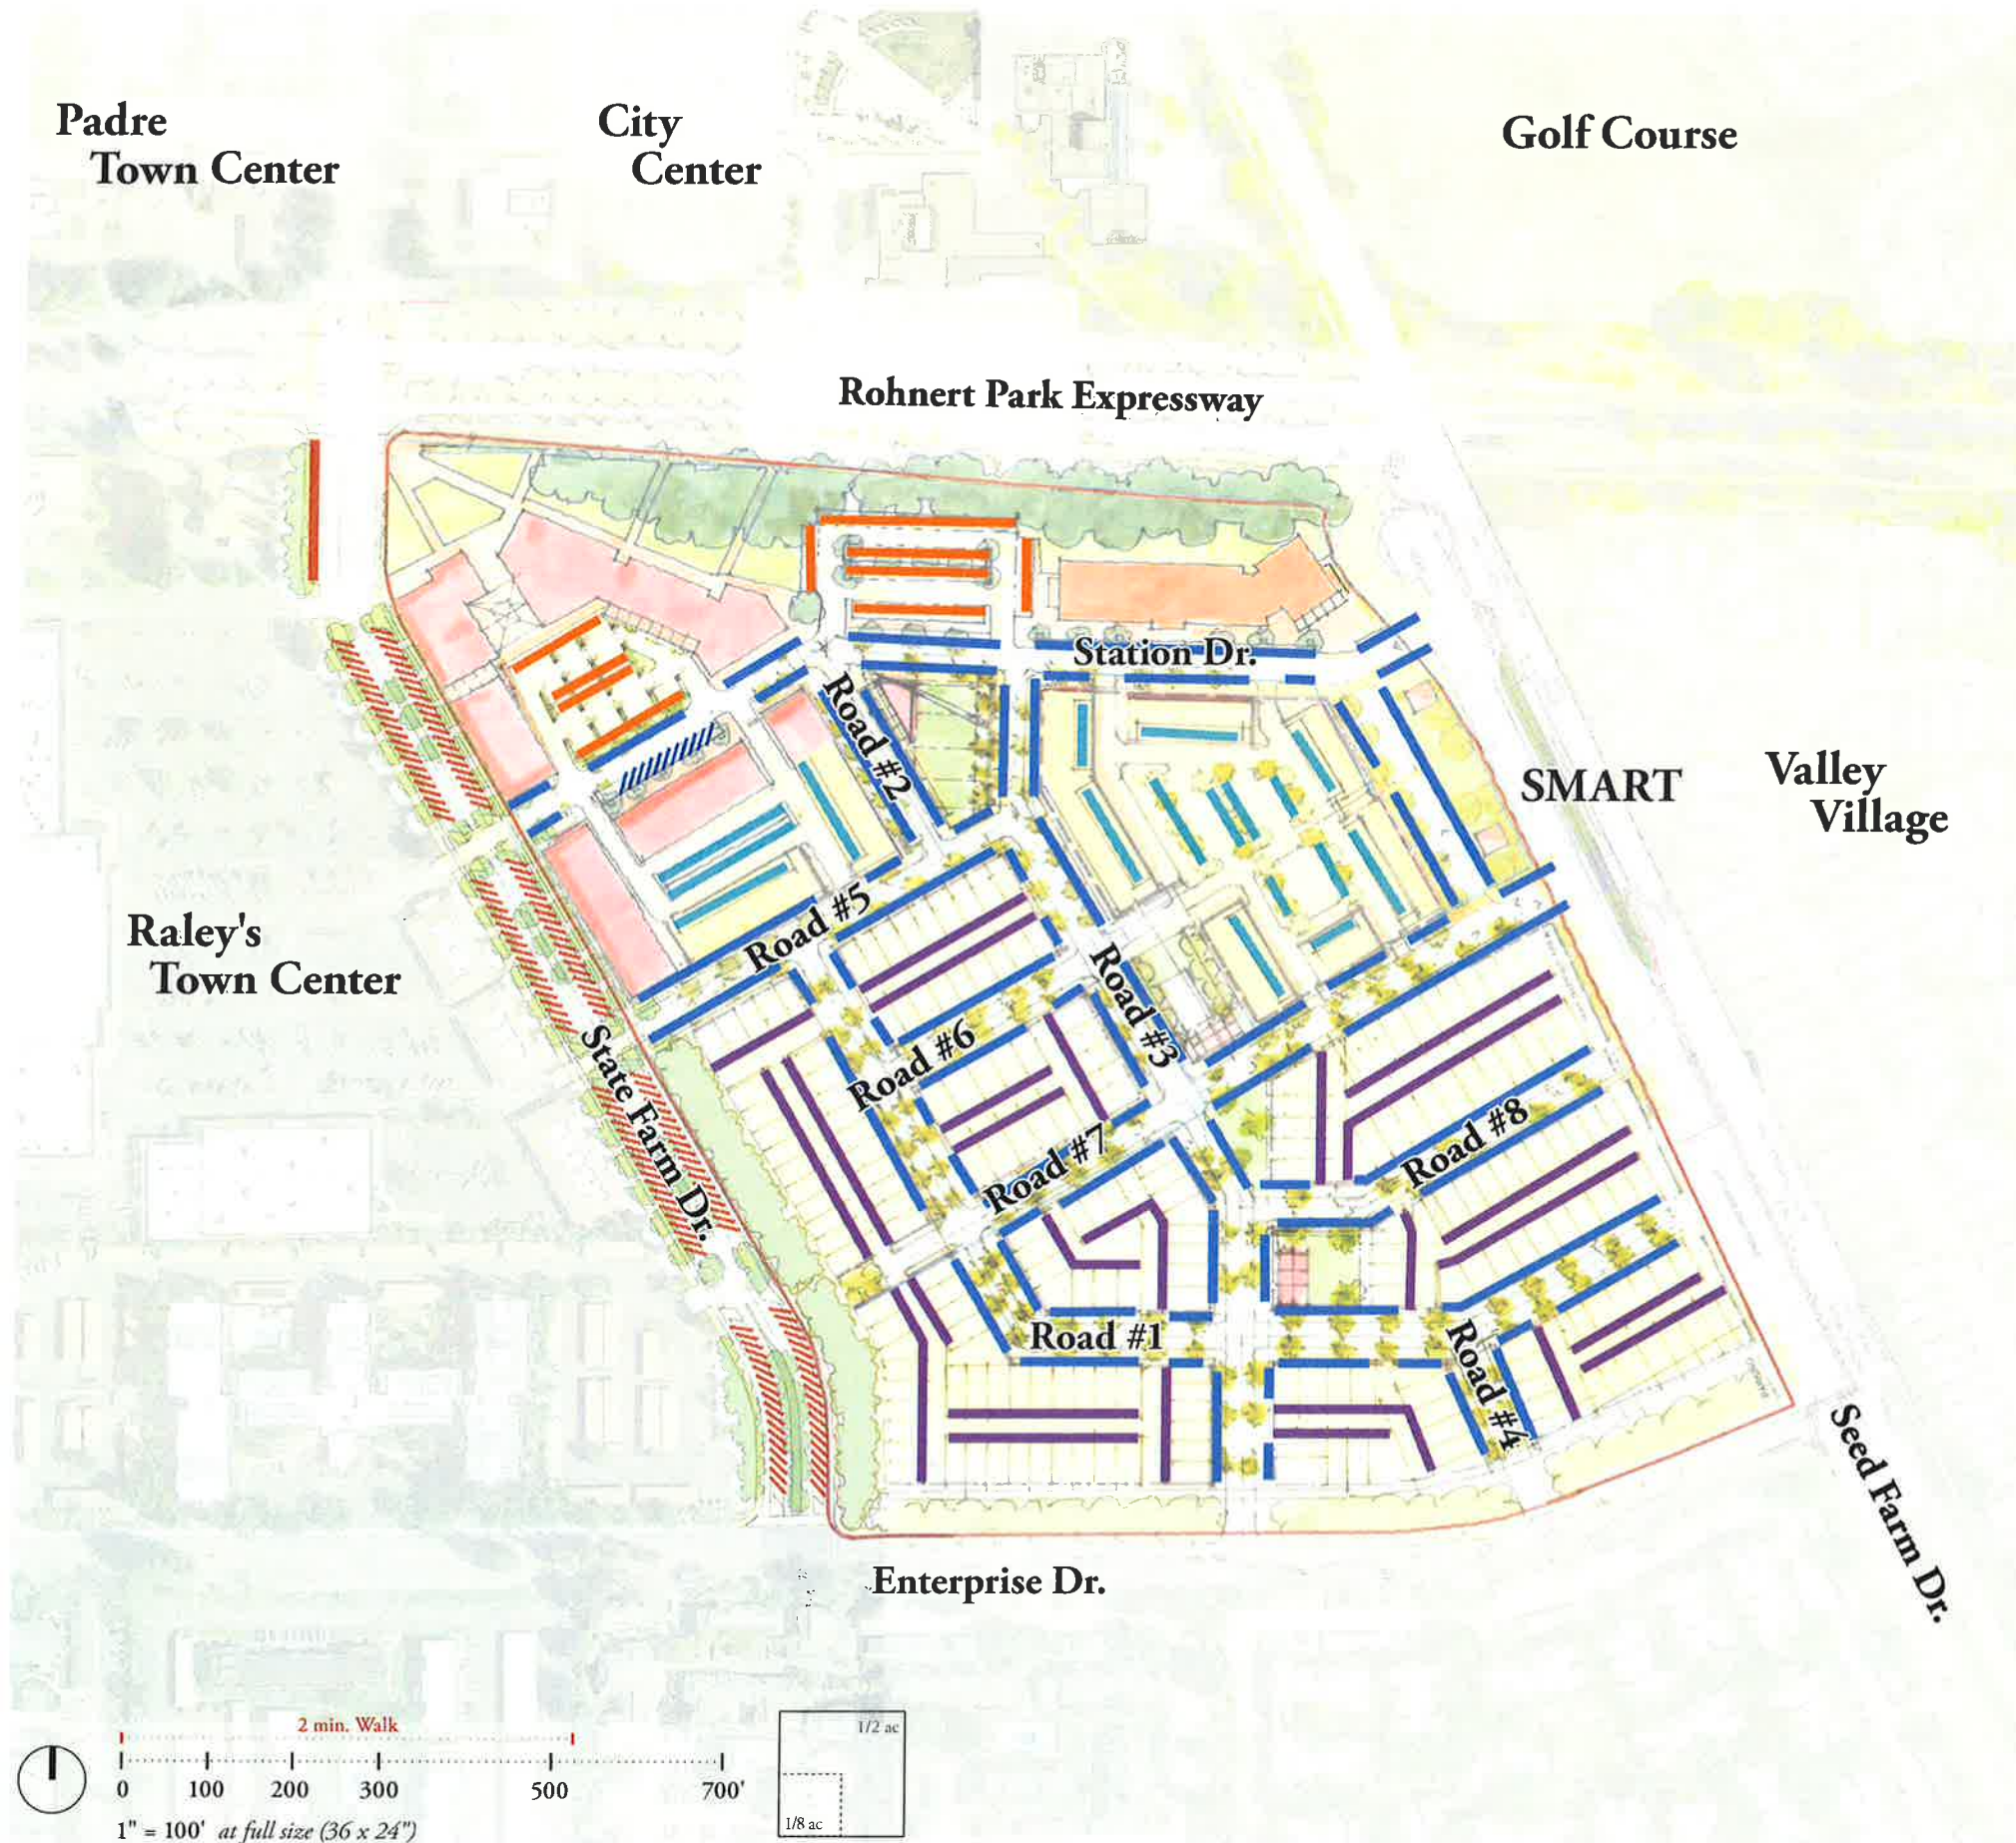 Padre
Town Center
City
Center
Golf Course
Rohnert Park Expressway
Station Dr.
Road #2
SMART
Valley
Village
Raley's
Town Center
Road #5
Road #3
Road #6
State Farm Dr.
Road #7
Road #8
Road #1
Road #4
Seed Farm Dr.
Enterprise Dr.
2 min. Walk
0 100 200 300 500 700'
1" = 100' at full size (36 x 24")
1/2 ac
1/8 ac